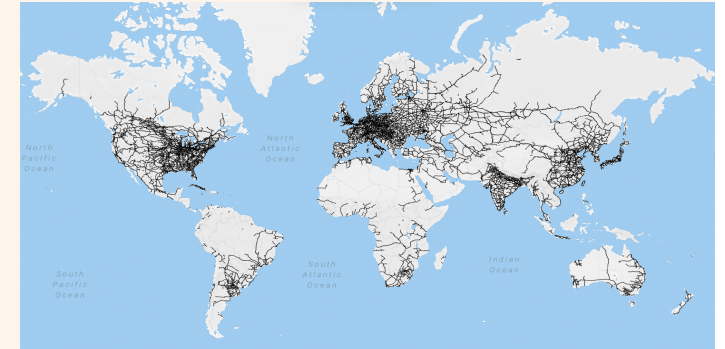 North
Pacific
Ocean
North
Atlantic
Ocean
South
Pacific
Ocean
South
Atlantic
Ocean
Indian
Ocean